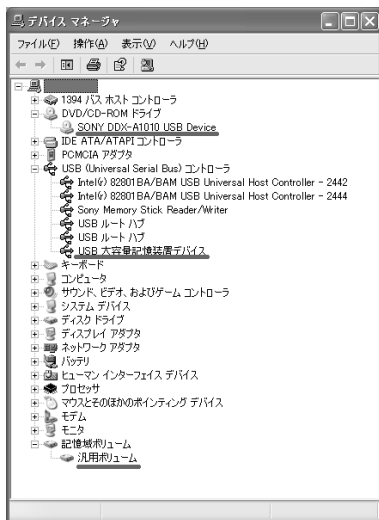 デバイス マネージャ
ファイル(F) 操作(A) 表示(V) ヘルプ(H)
1394 バス ホスト コントローラ
DVD/CD-ROM ドライブ
SONY DDX-A1010 USB Device
IDE ATA/ATAPI コントローラ
PCMCIA アダプタ
USB (Universal Serial Bus) コントローラ
Intel(r) 82801BA/BAM USB Universal Host Controller - 2442
Intel(r) 82801BA/BAM USB Universal Host Controller - 2444
Sony Memory Stick Reader/Writer
USB ルート ハブ
USB ルート ハブ
USB 大容量記憶装置デバイス
キーボード
コンピュータ
サウンド、ビデオ、およびゲーム コントローラ
システム デバイス
ディスク ドライブ
ディスプレイ アダプタ
ネットワーク アダプタ
バッテリ
ヒューマン インターフェイス デバイス
プロセッサ
マウスとそのほかのポインティング デバイス
モデム
モニタ
記憶域ボリューム
汎用ボリューム